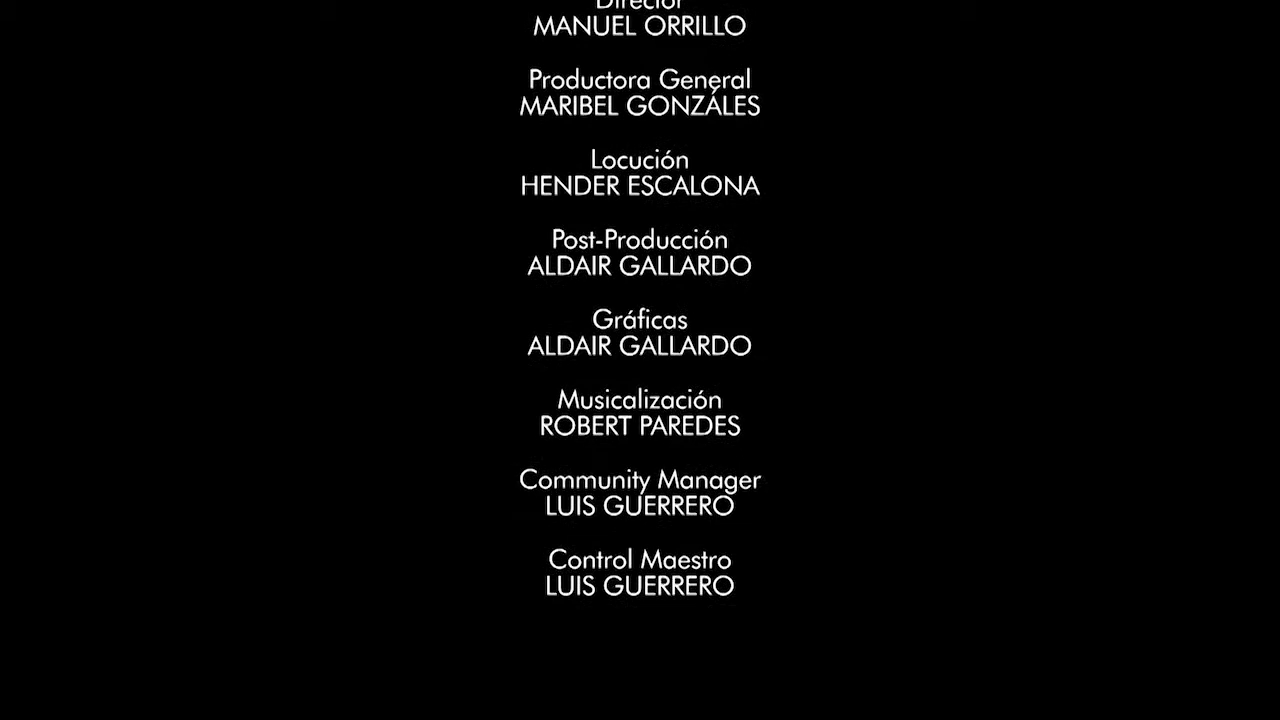 Director
MANUEL ORRILLO
Productora General
MARIBEL GONZÁLES
Locución
HENDER ESCALONA
Post-Producción
ALDAIR GALLARDO
Gráficas
ALDAIR GALLARDO
Musicalización
ROBERT PAREDES
Community Manager
LUIS GUERRERO
Control Maestro
LUIS GUERRERO